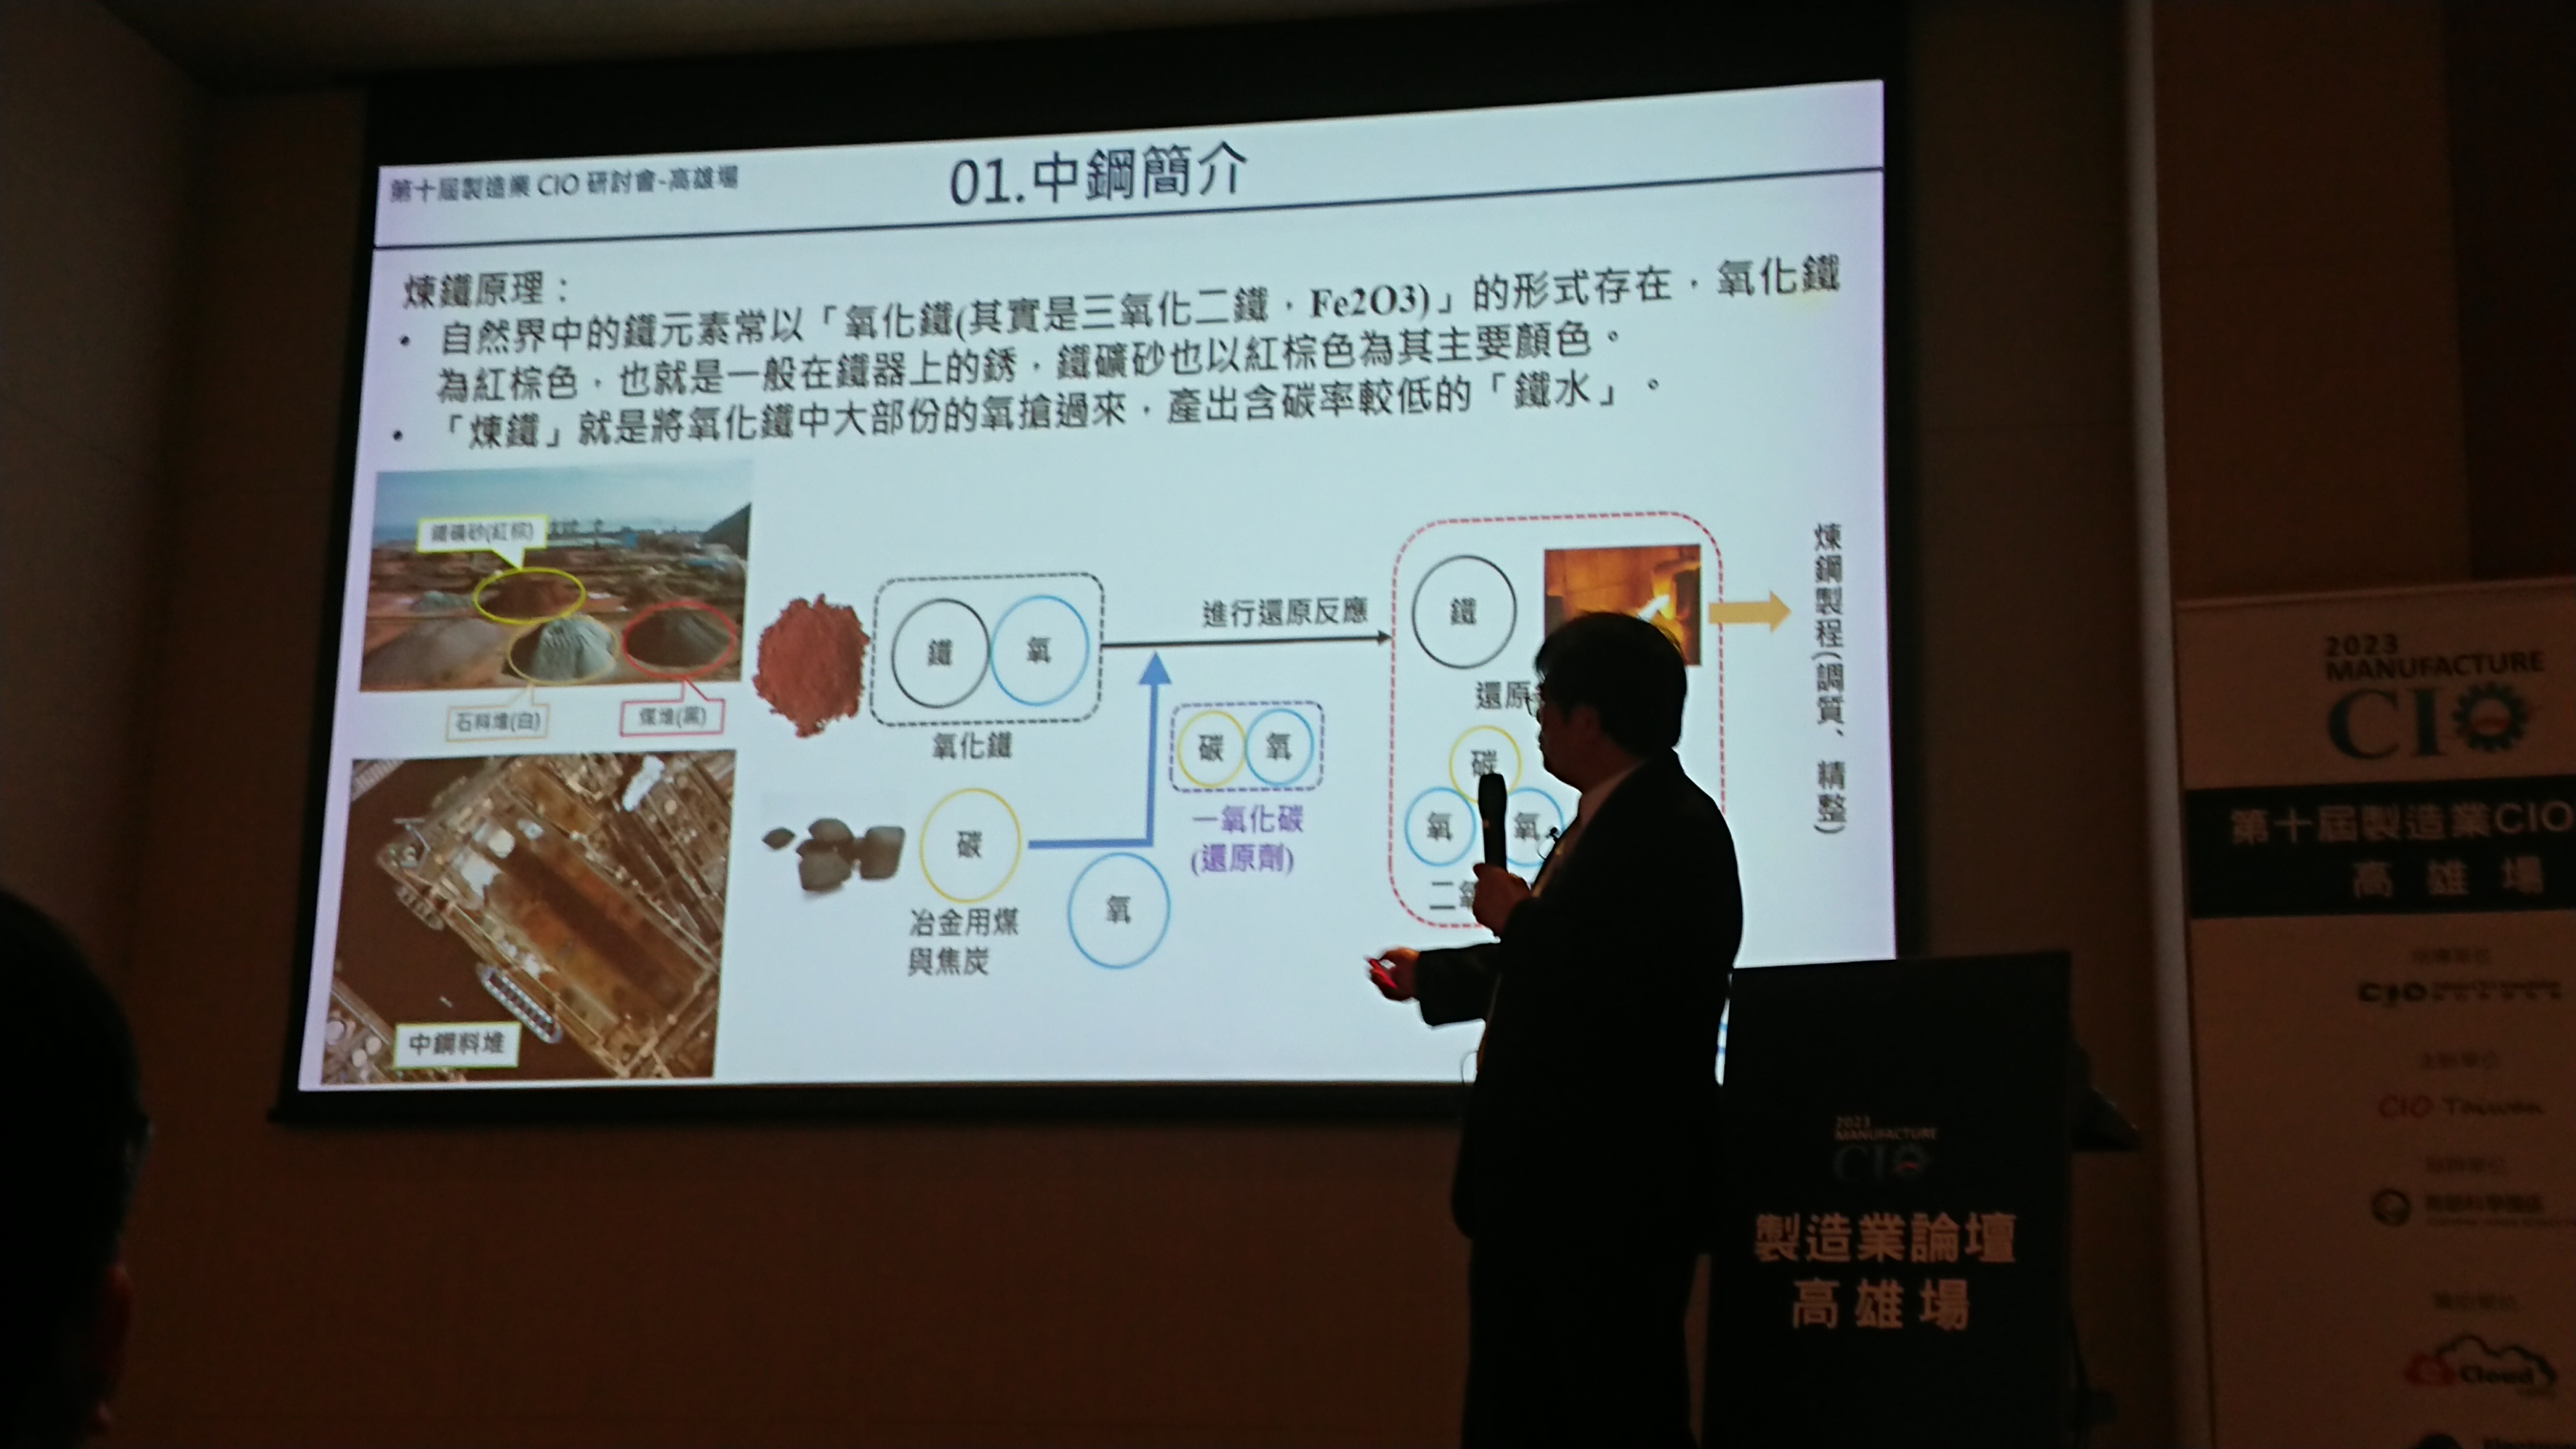 第十屆製造業 CIO 研討會-高雄場
01.中鋼簡介
煉鐵原理：
• 自然界中的鐵元素常以「氧化鐵(其實是三氧化二鐵，Fe2O3)」的形式存在，氧化鐵
為紅棕色，也就是一般在鐵器上的銹，鐵礦砂也以紅棕色為其主要顏色。
• 「煉鐵」就是將氧化鐵中大部份的氧搶過來，產出含碳率較低的「鐵水」。
鐵礦砂(紅棕)
石料堆(白)
煤堆(黑)
中鋼料堆
鐵
氧
氧化鐵
進行還原反應
碳
氧
一氧化碳
(還原劑)
碳
冶金用煤
與焦炭
氧
鐵
還原
碳
氧
氧
二氧
煉鋼製程(調質、精整)
2023
MANUFACTURE
CIO
第十屆製造業CIO
高雄場
CIO Taiwan
Cloud
2023
MANUFACTURE
CIO
製造業論壇
高雄場